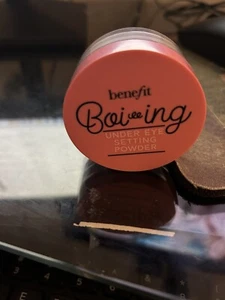 benefit
Boi-ing
UNDER EYE
SETTING
POWDER